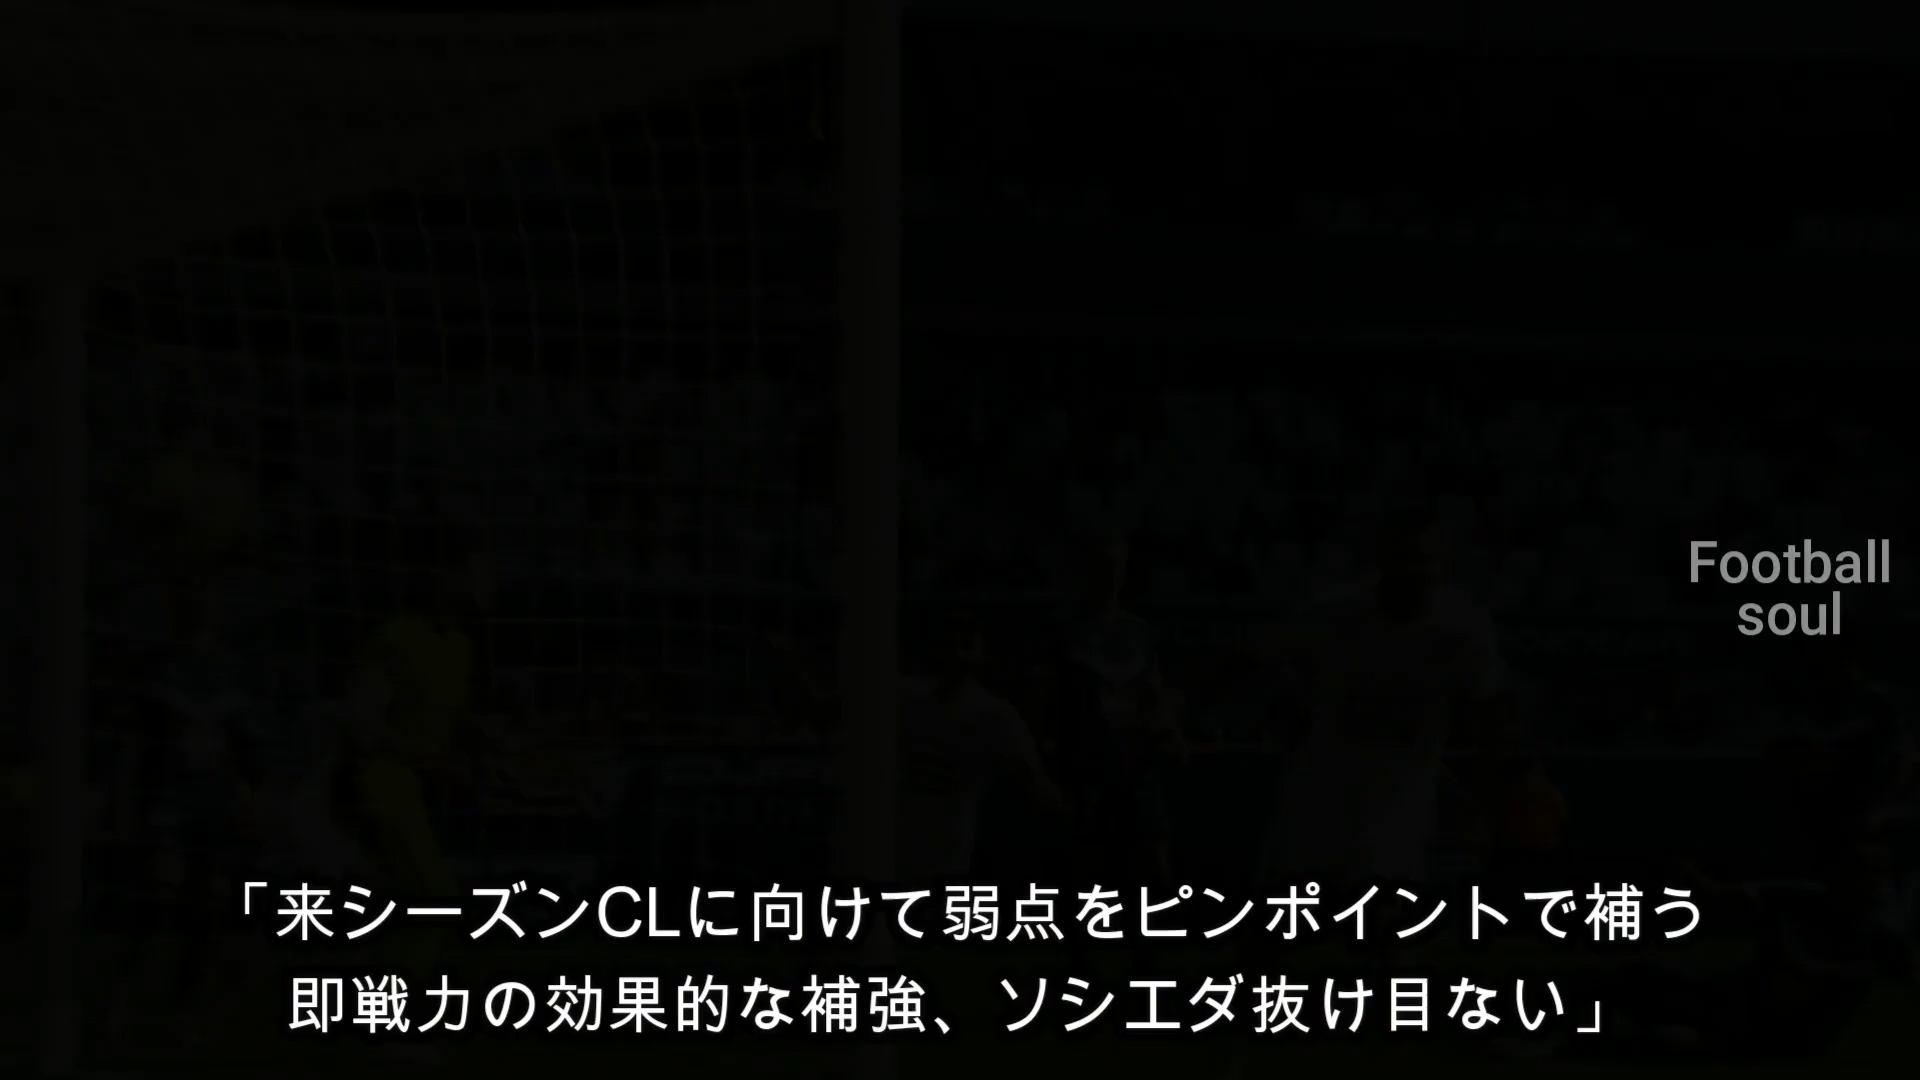 Football
soul
「来シーズンCLに向けて弱点をピンポイントで補う
即戦力の効果的な補強、ソシエダ抜け目ない」